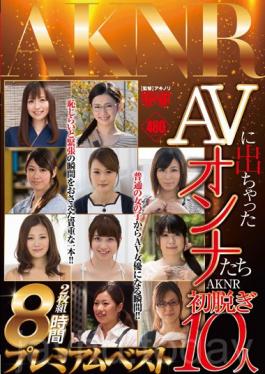 AKNR
[監督]アキノリ
480
AVに出ちゃった
オンナたち
AKNR
初脱ぎ
10人
恥じらいと緊張の瞬間をおさえた貴重な一本!!
普通の女の子からAV女優になる瞬間!!
2枚組
8時間
プレミアムベスト